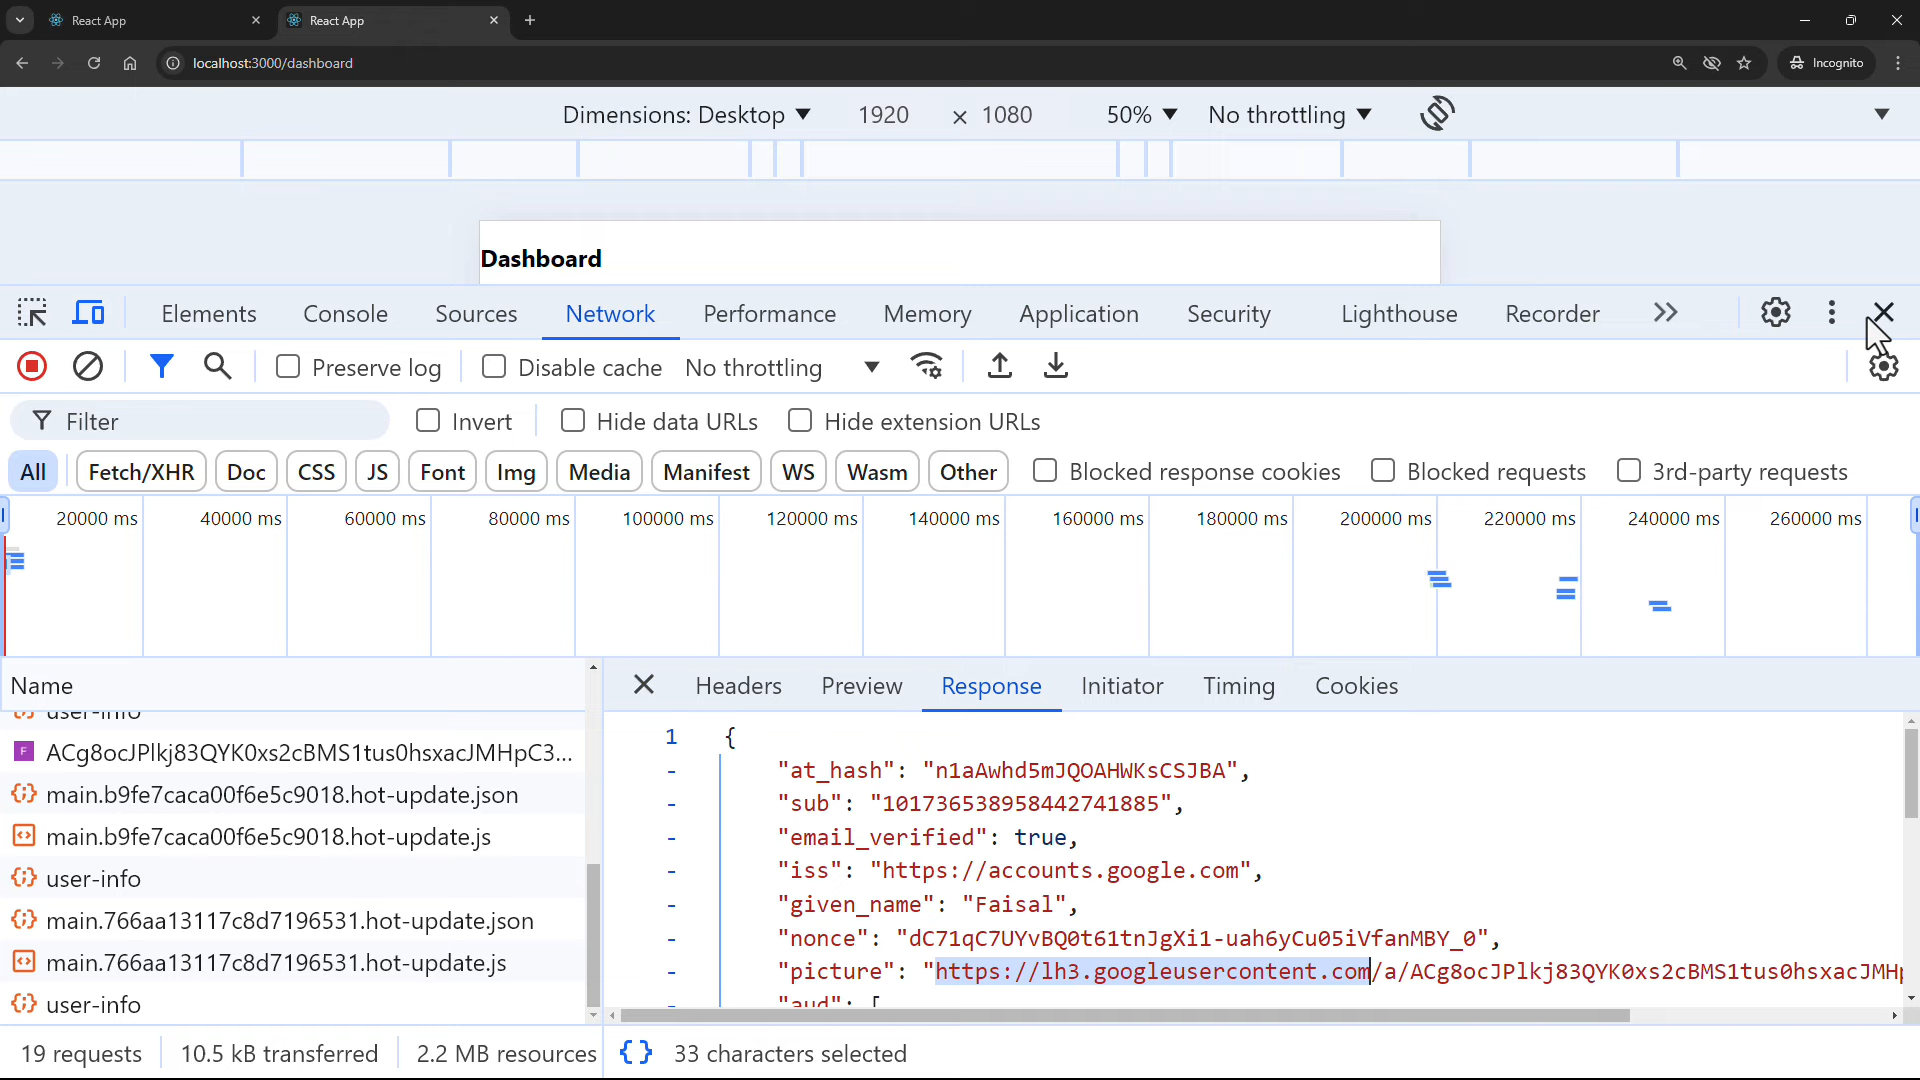 React App
React App
localhost:3000/dashboard
Incognito
Dimensions: Desktop 1920 × 1080 50% No throttling
Dashboard
Elements Console Sources Network Performance Memory Application Security Lighthouse Recorder
Preserve log Disable cache No throttling
Filter Invert Hide data URLs Hide extension URLs
All Fetch/XHR Doc CSS JS Font Img Media Manifest WS Wasm Other Blocked response cookies Blocked requests 3rd-party requests
20000 ms 40000 ms 60000 ms 80000 ms 100000 ms 120000 ms 140000 ms 160000 ms 180000 ms 200000 ms 220000 ms 240000 ms 260000 ms
Name
user-info
ACg8ocJPlkj83QYK0xs2cBMS1tus0hsxacJMHpC3...
main.b9fe7caca00f6e5c9018.hot-update.json
main.b9fe7caca00f6e5c9018.hot-update.js
user-info
main.766aa13117c8d7196531.hot-update.json
main.766aa13117c8d7196531.hot-update.js
user-info
19 requests 10.5 kB transferred 2.2 MB resources
Headers Preview Response Initiator Timing Cookies
1 {
- "at_hash": "n1aAwhd5mJQOAHWKsCSJBA",
- "sub": "101736538958442741885",
- "email_verified": true,
- "iss": "https://accounts.google.com",
- "given_name": "Faisal",
- "nonce": "dC71qC7UYvBQ0t61tnJgXi1-uah6yCu05iVfanMBY_0",
- "picture": "https://lh3.googleusercontent.com/a/ACg8ocJPlkj83QYK0xs2cBMS1tus0hsxacJMHp
- "aud": [
{} 33 characters selected